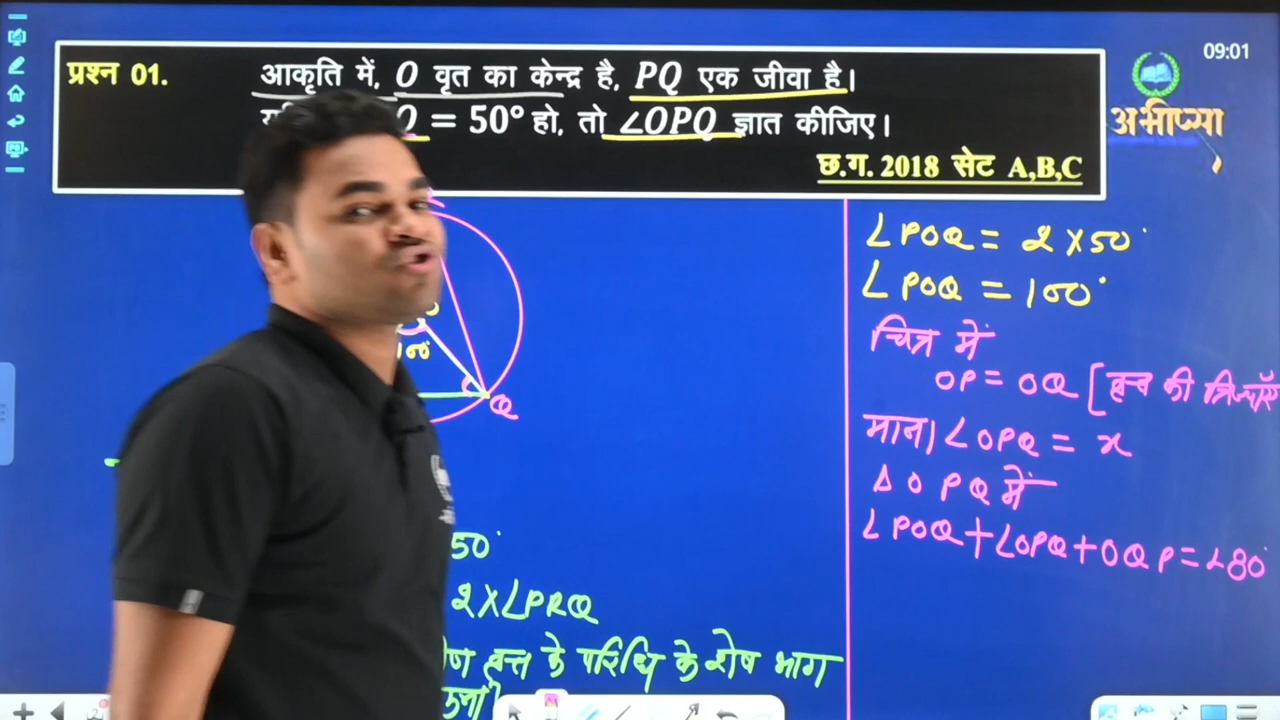 09:01
प्रश्न 01. आकृति में, O वृत का केन्द्र है, PQ एक जीवा है।
= 50° हो, तो ∠OPQ ज्ञात कीजिए।
छ.ग. 2018 सेट A,B,C
अभीप्सा
Q
50°
2×∠PRQ
के परिधि के शेष भाग
∠POQ = 2×50°
∠POQ = 100°
चित्र में
OP = OQ [
माना ∠OPQ = x
△OPQ में
∠POQ+∠OPQ+OQP=180°